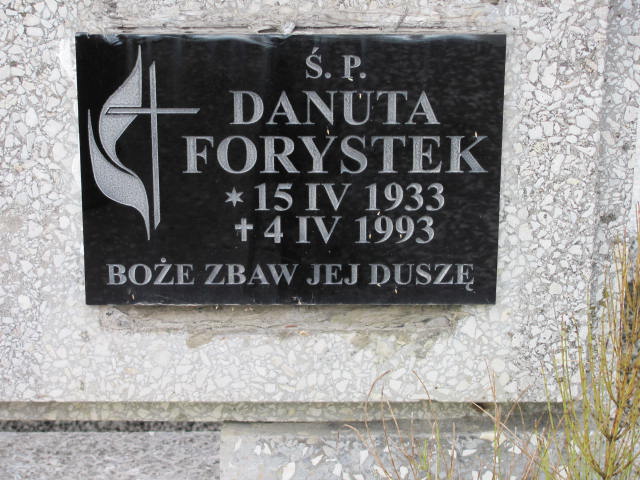 Ś. P.
DANUTA
FORYSTEK
* 15 IV 1933
✝ 4 IV 1993
BOŻE ZBAW JEJ DUSZĘ